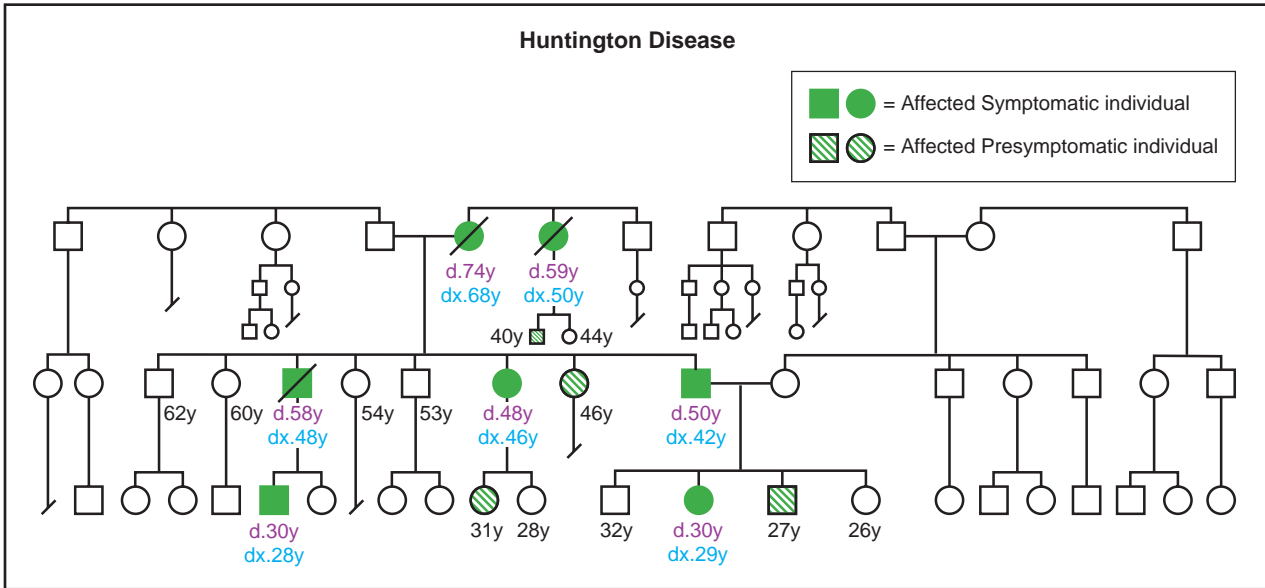 Huntington Disease
= Affected Symptomatic individual
= Affected Presymptomatic individual
d.74y d.59y
dx.68y dx.50y
40y 44y
62y 60y d.58y 54y 53y d.48y 46y d.50y
dx.48y dx.46y dx.42y
d.30y 31y 28y 32y d.30y 27y 26y
dx.28y dx.29y